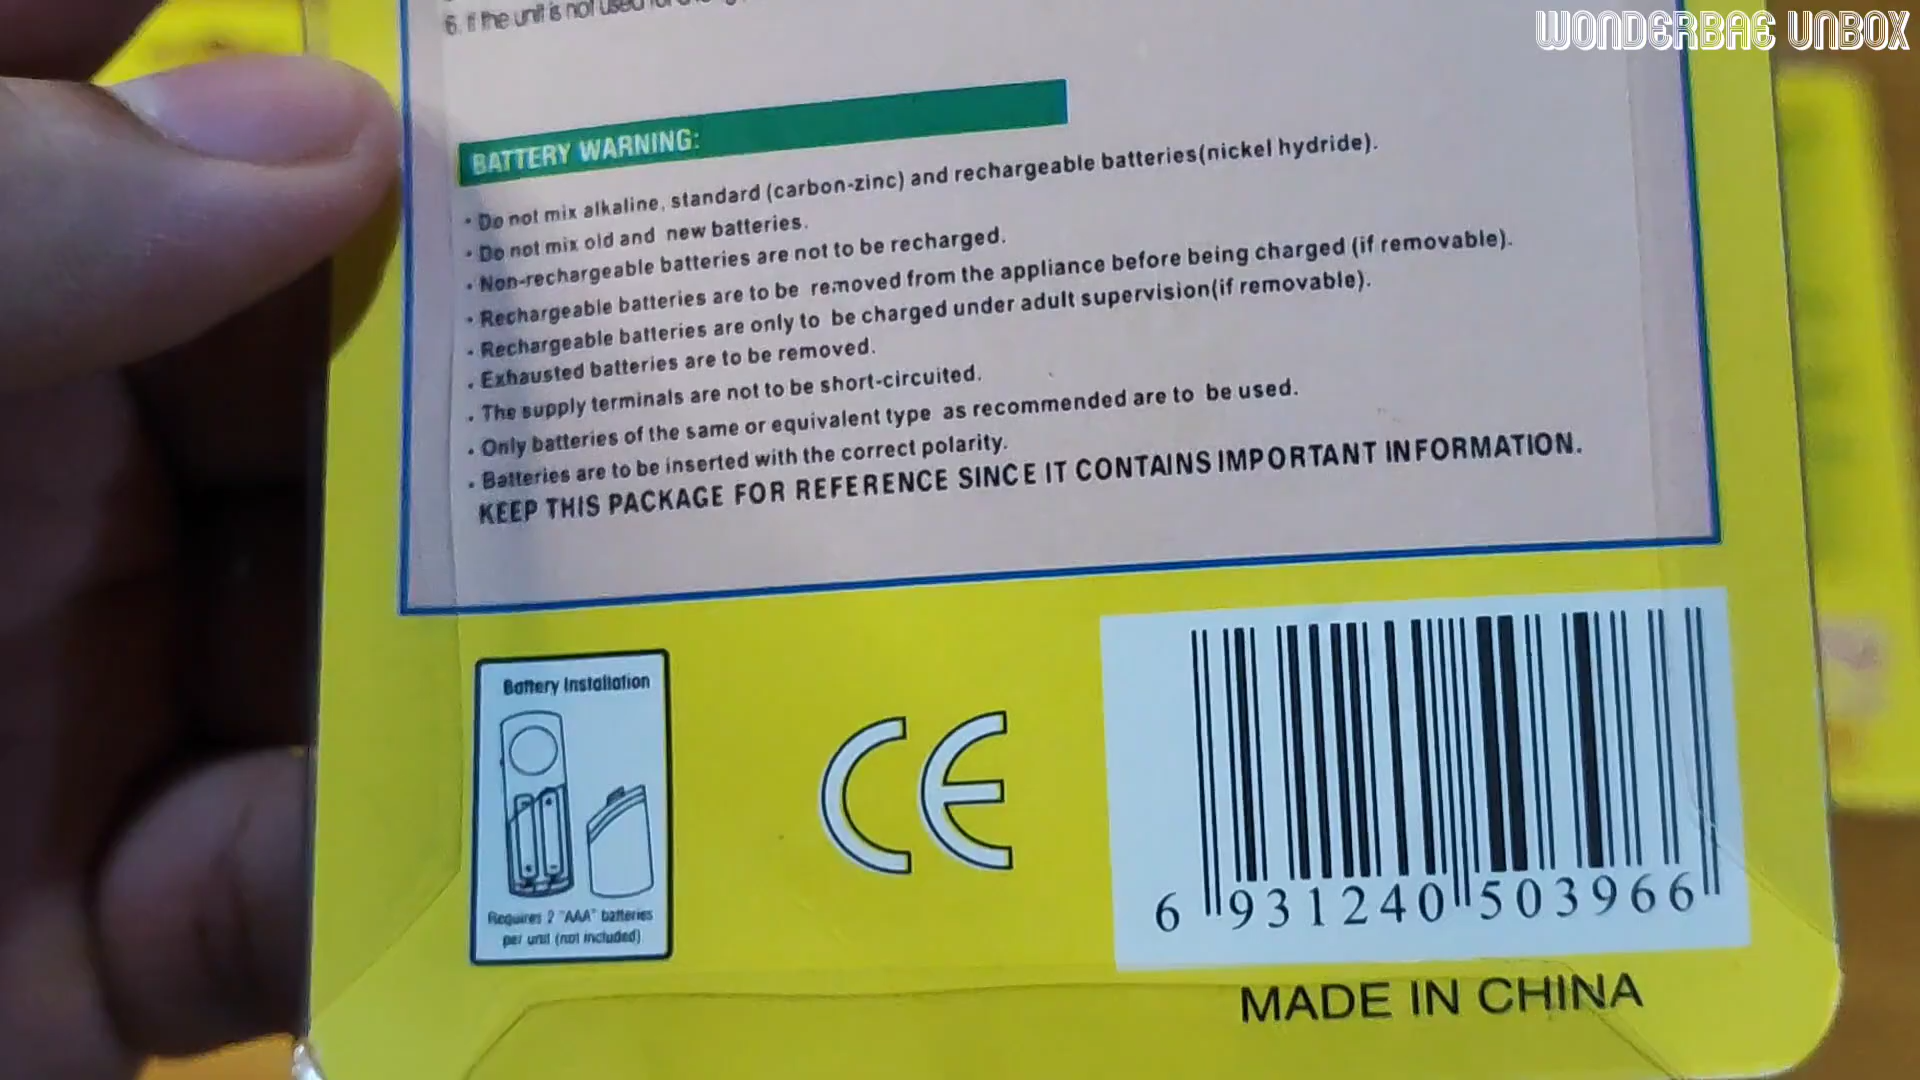 WONDERBAE UNBOX
6. If the unit is not used for
BATTERY WARNING:
• Do not mix alkaline, standard (carbon-zinc) and rechargeable batteries(nickel hydride).
• Do not mix old and new batteries.
• Non-rechargeable batteries are not to be recharged.
• Rechargeable batteries are to be removed from the appliance before being charged (if removable).
• Rechargeable batteries are only to be charged under adult supervision(if removable).
• Exhausted batteries are to be removed.
• The supply terminals are not to be short-circuited.
• Only batteries of the same or equivalent type as recommended are to be used.
• Batteries are to be inserted with the correct polarity.
KEEP THIS PACKAGE FOR REFERENCE SINCE IT CONTAINS IMPORTANT INFORMATION.
Battery Installation
Requires 2 "AAA" batteries
per unit (not included)
CE
6 931240 503966
MADE IN CHINA